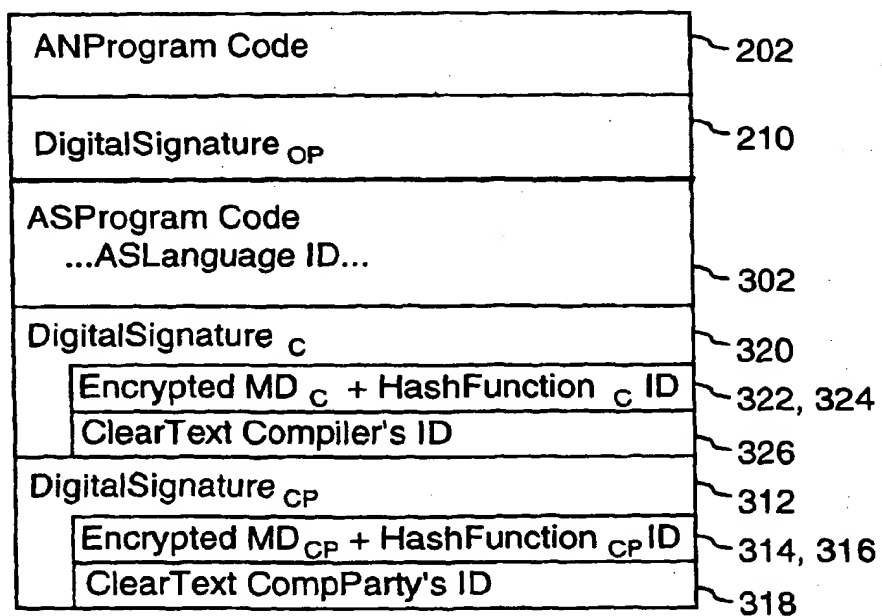 ANProgram Code 202
DigitalSignature OP 210
ASProgram Code
...ASLanguage ID... 302
DigitalSignature C 320
Encrypted MD C + HashFunction C ID 322, 324
ClearText Compiler's ID 326
DigitalSignature CP 312
Encrypted MD CP + HashFunction CP ID 314, 316
ClearText CompParty's ID 318